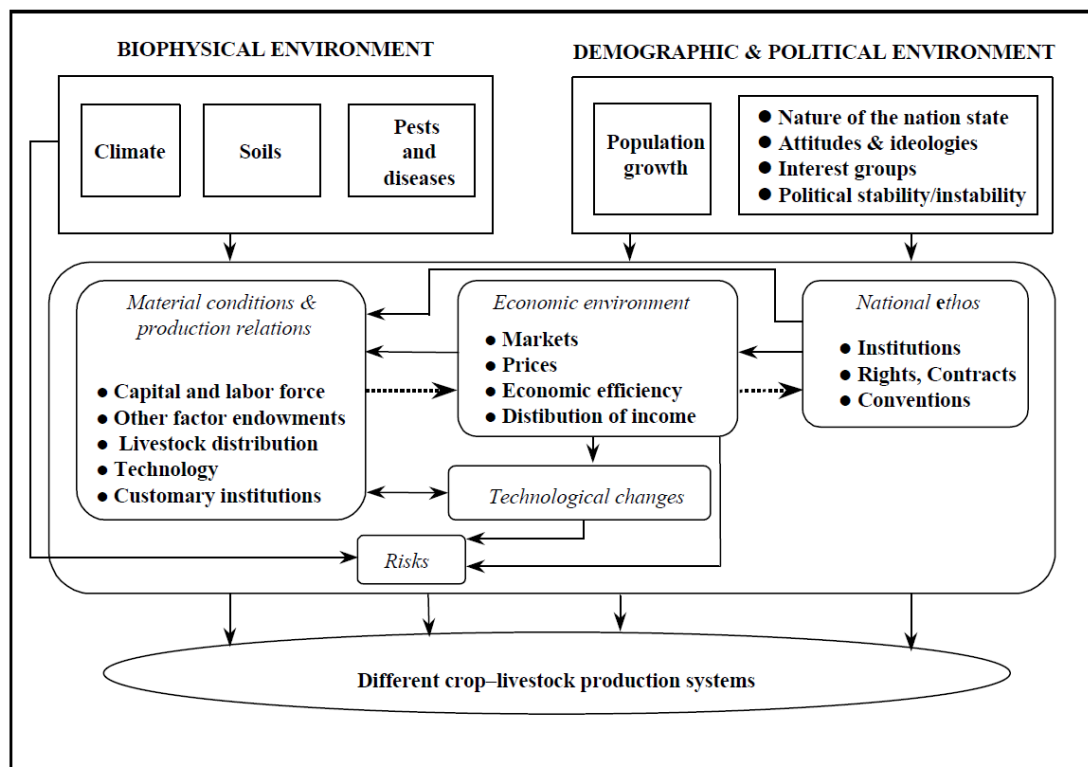 BIOPHYSICAL ENVIRONMENT
DEMOGRAPHIC & POLITICAL ENVIRONMENT
Climate
Soils
Pests
and
diseases
Population
growth
● Nature of the nation state
● Attitudes & ideologies
● Interest groups
● Political stability/instability
Material conditions &
production relations
● Capital and labor force
● Other factor endowments
● Livestock distribution
● Technology
● Customary institutions
Economic environment
● Markets
● Prices
● Economic efficiency
● Distibution of income
National ethos
● Institutions
● Rights, Contracts
● Conventions
Technological changes
Risks
Different crop–livestock production systems